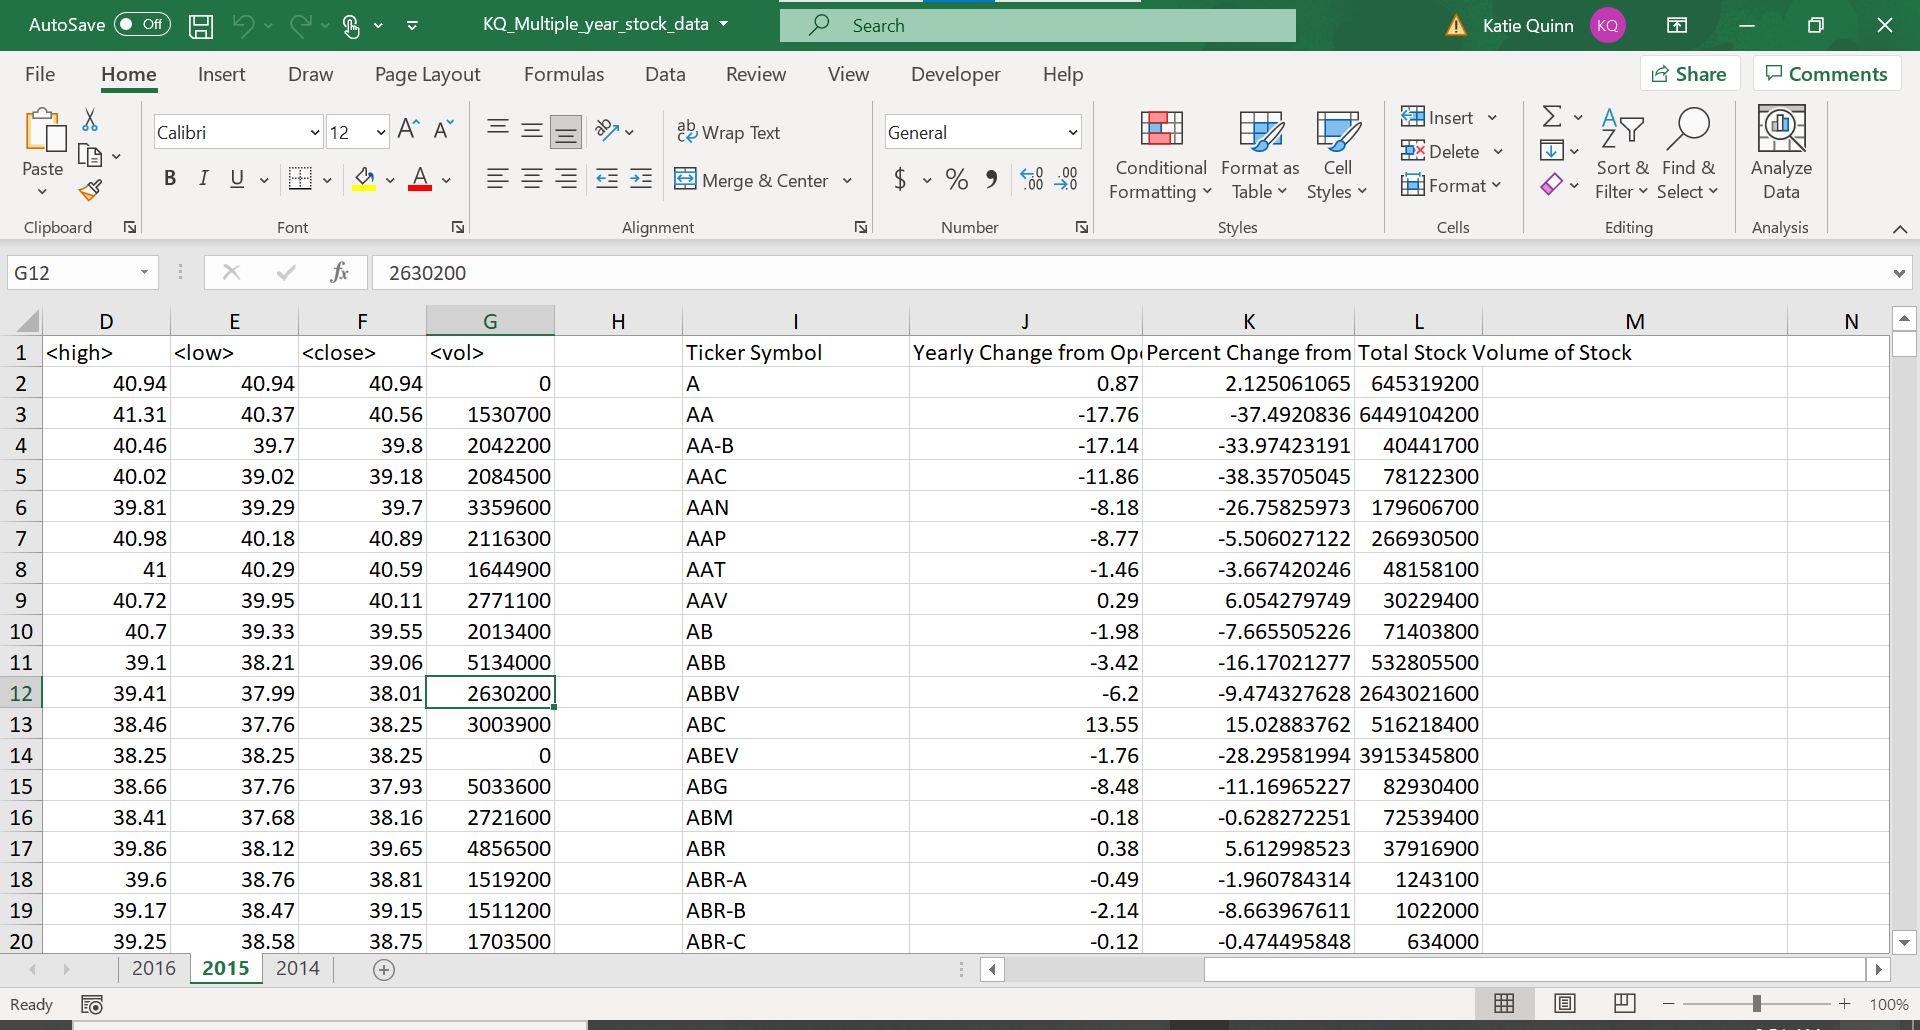 AutoSave Off KQ_Multiple_year_stock_data Search Katie Quinn KQ
File Home Insert Draw Page Layout Formulas Data Review View Developer Help Share Comments
Paste Calibri 12 A A ab Wrap Text General Conditional Formatting Format as Table Cell Styles Insert Delete Format Sort & Filter Find & Select Analyze Data
B I U A Merge & Center $ % .00 .00
Clipboard Font Alignment Number Styles Cells Editing Analysis
G12 fx 2630200
D E F G H I J K L M N
1 <high> <low> <close> <vol> Ticker Symbol Yearly Change from Percent Change from Total Stock Volume of Stock
2 40.94 40.94 40.94 0 A 0.87 2.125061065 645319200
3 41.31 40.37 40.56 1530700 AA -17.76 -37.4920836 6449104200
4 40.46 39.7 39.8 2042200 AA-B -17.14 -33.97423191 40441700
5 40.02 39.02 39.18 2084500 AAC -11.86 -38.35705045 78122300
6 39.81 39.29 39.7 3359600 AAN -8.18 -26.75825973 179606700
7 40.98 40.18 40.89 2116300 AAP -8.77 -5.506027122 266930500
8 41 40.29 40.59 1644900 AAT -1.46 -3.667420246 48158100
9 40.72 39.95 40.11 2771100 AAV 0.29 6.054279749 30229400
10 40.7 39.33 39.55 2013400 AB -1.98 -7.665505226 71403800
11 39.1 38.21 39.06 5134000 ABB -3.42 -16.17021277 532805500
12 39.41 37.99 38.01 2630200 ABBV -6.2 -9.474327628 2643021600
13 38.46 37.76 38.25 3003900 ABC 13.55 15.02883762 516218400
14 38.25 38.25 38.25 0 ABEV -1.76 -28.29581994 3915345800
15 38.66 37.76 37.93 5033600 ABG -8.48 -11.16965227 82930400
16 38.41 37.68 38.16 2721600 ABM -0.18 -0.628272251 72539400
17 39.86 38.12 39.65 4856500 ABR 0.38 5.612998523 37916900
18 39.6 38.76 38.81 1519200 ABR-A -0.49 -1.960784314 1243100
19 39.17 38.47 39.15 1511200 ABR-B -2.14 -8.663967611 1022000
20 39.25 38.58 38.75 1703500 ABR-C -0.12 -0.474495848 634000
2016 2015 2014
Ready 100%